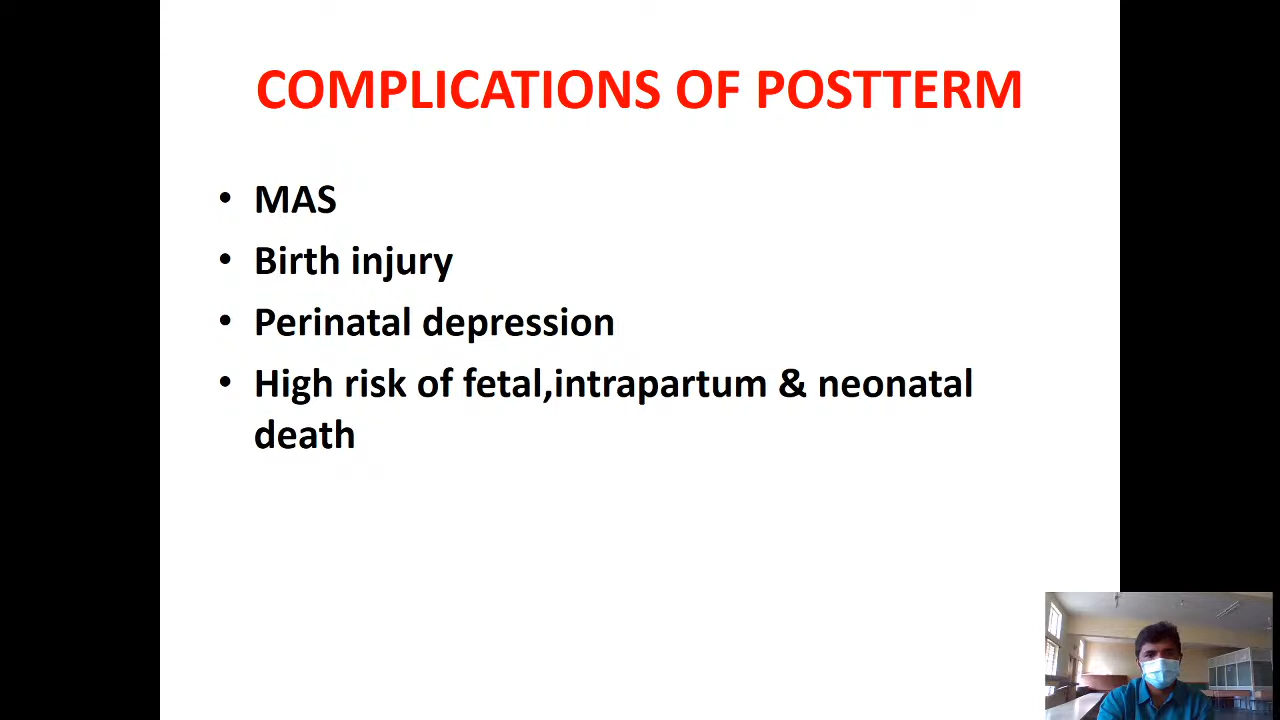 COMPLICATIONS OF POSTTERM
• MAS
• Birth injury
• Perinatal depression
• High risk of fetal,intrapartum & neonatal
death